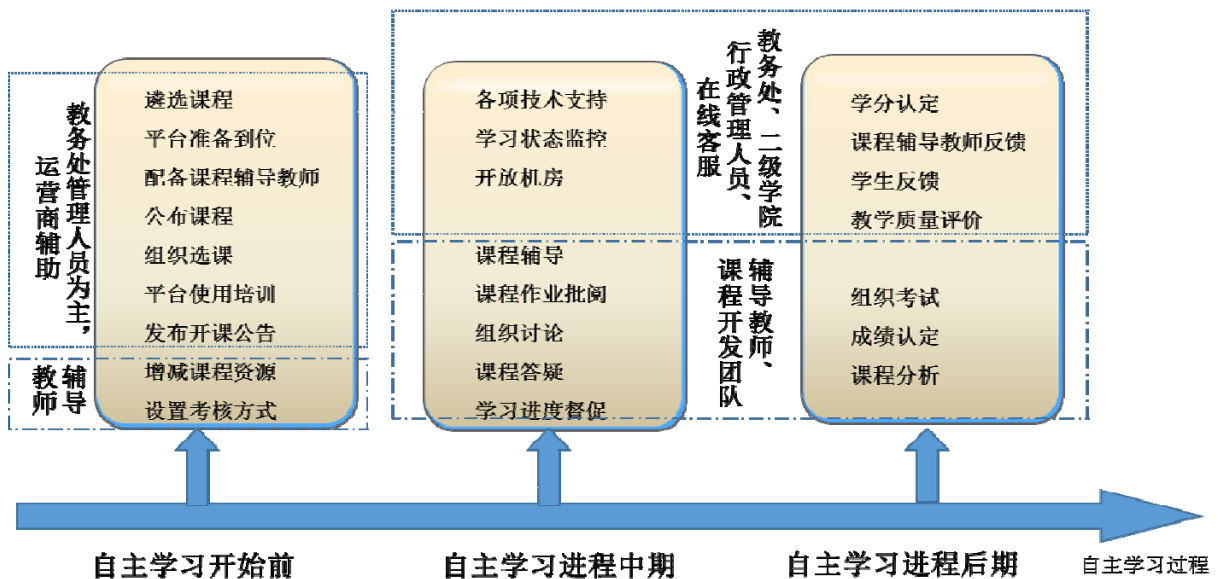 教务处管理人员为主，
运营商辅助
辅导
教师
遴选课程
平台准备到位
配备课程辅导教师
公布课程
组织选课
平台使用培训
发布开课公告
增减课程资源
设置考核方式
各项技术支持
学习状态监控
开放机房
课程辅导
课程作业批阅
组织讨论
课程答疑
学习进度督促
教务处、二级学院
行政管理人员、
在线客服
辅导教师、
课程开发团队
学分认定
课程辅导教师反馈
学生反馈
教学质量评价
组织考试
成绩认定
课程分析
自主学习开始前
自主学习进程中期
自主学习进程后期
自主学习过程